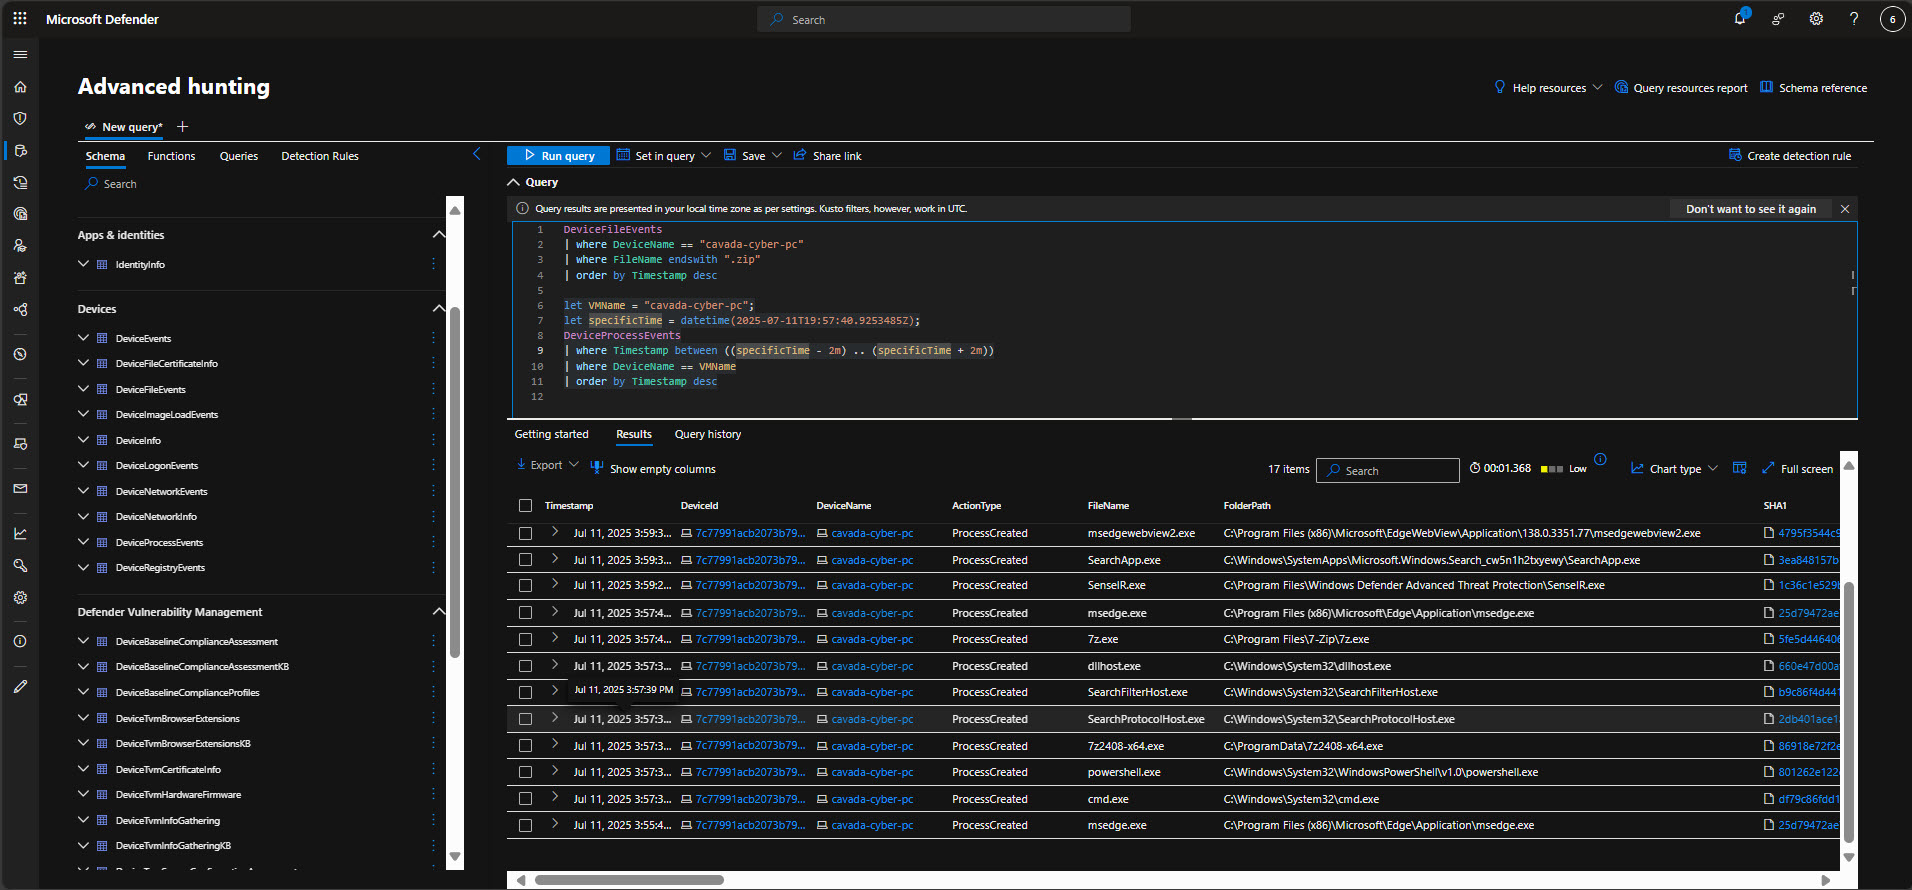 Microsoft Defender
Search
1
6
Advanced hunting
Help resources
Query resources report
Schema reference
New query*
Schema
Functions
Queries
Detection Rules
Search
Run query
Set in query
Save
Share link
Create detection rule
Query
Query results are presented in your local time zone as per settings. Kusto filters, however, work in UTC.
Don't want to see it again
1 DeviceFileEvents
2 | where DeviceName == "cavada-cyber-pc"
3 | where FileName endswith ".zip"
4 | order by Timestamp desc
5
6 let VMName = "cavada-cyber-pc";
7 let specificTime = datetime(2025-07-11T19:57:40.9253485Z);
8 DeviceProcessEvents
9 | where Timestamp between ((specificTime - 2m) .. (specificTime + 2m))
10 | where DeviceName == VMName
11 | order by Timestamp desc
12
Apps & identities
IdentityInfo
Devices
DeviceEvents
DeviceFileCertificateInfo
DeviceFileEvents
DeviceImageLoadEvents
DeviceInfo
DeviceLogonEvents
DeviceNetworkEvents
DeviceNetworkInfo
DeviceProcessEvents
DeviceRegistryEvents
Defender Vulnerability Management
DeviceBaselineComplianceAssessment
DeviceBaselineComplianceAssessmentKB
DeviceBaselineComplianceProfiles
DeviceTvmBrowserExtensions
DeviceTvmBrowserExtensionsKB
DeviceTvmCertificateInfo
DeviceTvmHardwareFirmware
DeviceTvmInfoGathering
DeviceTvmInfoGatheringKB
Getting started
Results
Query history
Export
Show empty columns
17 items
Search
00:01.368
Low
Chart type
Full screen
Timestamp DeviceId DeviceName ActionType FileName FolderPath SHA1
Jul 11, 2025 3:59:3... 7c77991acb2073b79... cavada-cyber-pc ProcessCreated msedgewebview2.exe C:\Program Files (x86)\Microsoft\EdgeWebView\Application\138.0.3351.77\msedgewebview2.exe 4795f3544c9
Jul 11, 2025 3:59:3... 7c77991acb2073b79... cavada-cyber-pc ProcessCreated SearchApp.exe C:\Windows\SystemApps\Microsoft.Windows.Search_cw5n1h2txyewy\SearchApp.exe 3ea848157b
Jul 11, 2025 3:59:2... 7c77991acb2073b79... cavada-cyber-pc ProcessCreated SenseIR.exe C:\Program Files\Windows Defender Advanced Threat Protection\SenseIR.exe 1c36c1e529
Jul 11, 2025 3:57:4... 7c77991acb2073b79... cavada-cyber-pc ProcessCreated msedge.exe C:\Program Files (x86)\Microsoft\Edge\Application\msedge.exe 25d79472ae
Jul 11, 2025 3:57:4... 7c77991acb2073b79... cavada-cyber-pc ProcessCreated 7z.exe C:\Program Files\7-Zip\7z.exe 5fe5d446406
Jul 11, 2025 3:57:3... 7c77991acb2073b79... cavada-cyber-pc ProcessCreated dllhost.exe C:\Windows\System32\dllhost.exe 660e47d00a
Jul 11, 2025 3:57:39 PM 7c77991acb2073b79... cavada-cyber-pc ProcessCreated SearchFilterHost.exe C:\Windows\System32\SearchFilterHost.exe b9c86f4d441
Jul 11, 2025 3:57:3... 7c77991acb2073b79... cavada-cyber-pc ProcessCreated SearchProtocolHost.exe C:\Windows\System32\SearchProtocolHost.exe 2db401ace1
Jul 11, 2025 3:57:3... 7c77991acb2073b79... cavada-cyber-pc ProcessCreated 7z2408-x64.exe C:\ProgramData\7z2408-x64.exe 86918e72f2e
Jul 11, 2025 3:57:3... 7c77991acb2073b79... cavada-cyber-pc ProcessCreated powershell.exe C:\Windows\System32\WindowsPowerShell\v1.0\powershell.exe 801262e122
Jul 11, 2025 3:57:3... 7c77991acb2073b79... cavada-cyber-pc ProcessCreated cmd.exe C:\Windows\System32\cmd.exe df79c86fdd1
Jul 11, 2025 3:55:4... 7c77991acb2073b79... cavada-cyber-pc ProcessCreated msedge.exe C:\Program Files (x86)\Microsoft\Edge\Application\msedge.exe 25d79472ae